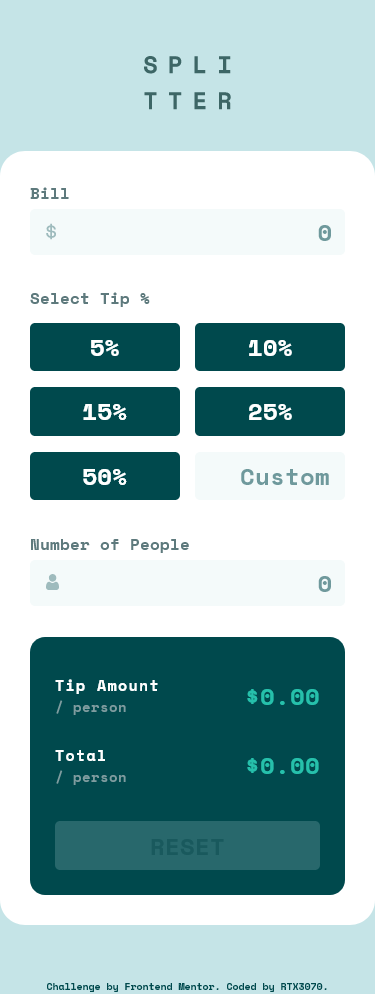 SPLI
TTER
Bill
$ 0
Select Tip %
5% 10%
15% 25%
50% Custom
Number of People
0
Tip Amount
/ person
$0.00
Total
/ person
$0.00
RESET
Challenge by Frontend Mentor. Coded by RTX3070.